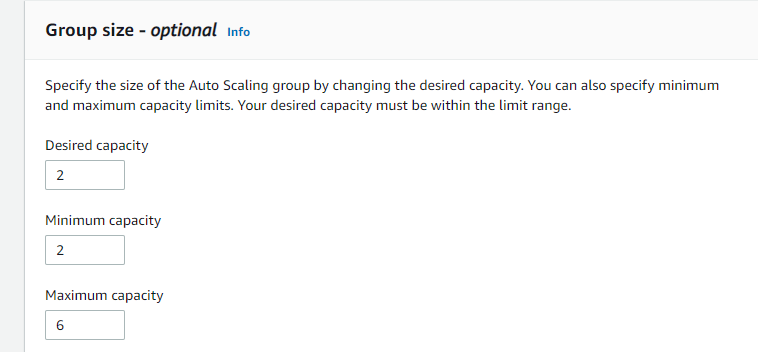 Group size - optional Info
Specify the size of the Auto Scaling group by changing the desired capacity. You can also specify minimum
and maximum capacity limits. Your desired capacity must be within the limit range.
Desired capacity
2
Minimum capacity
2
Maximum capacity
6